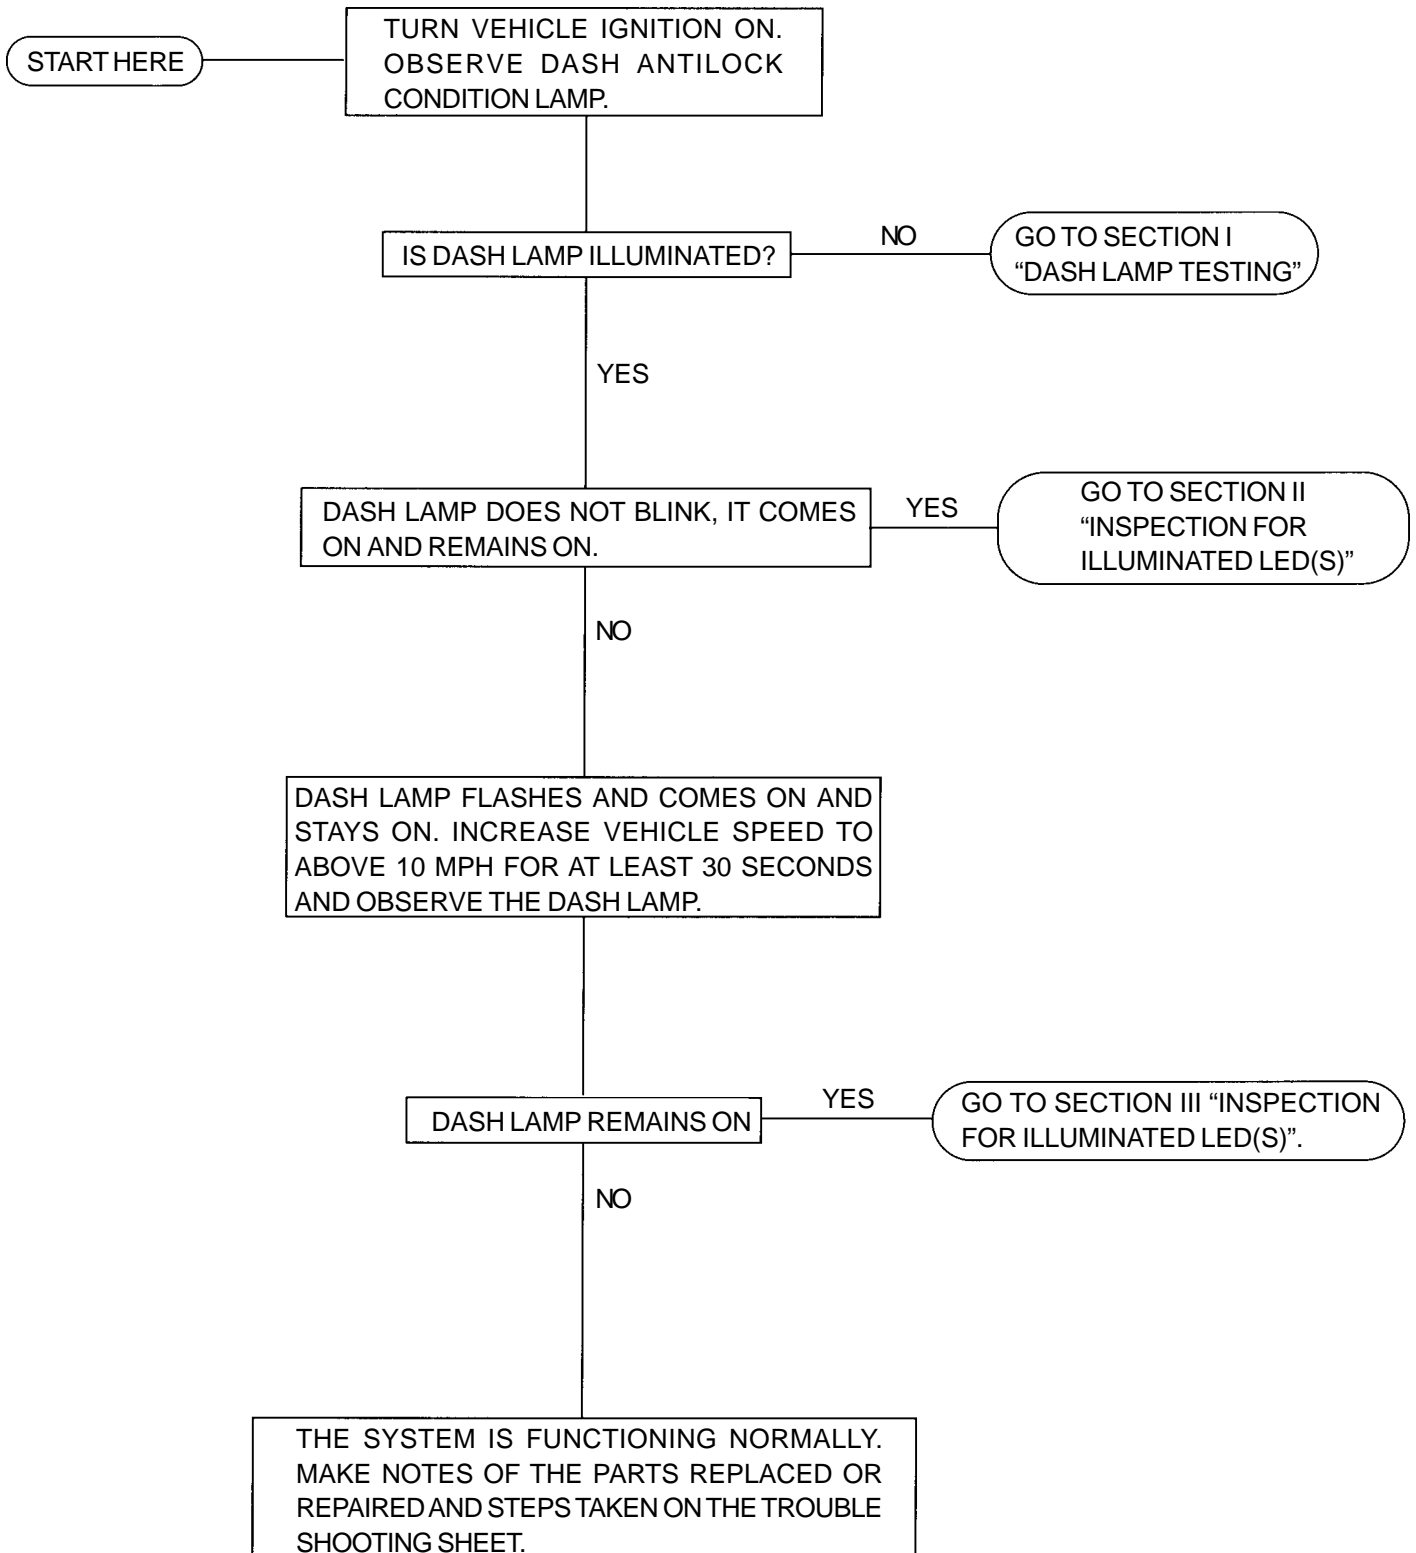 START HERE
TURN VEHICLE IGNITION ON.
OBSERVE DASH ANTILOCK
CONDITION LAMP.
IS DASH LAMP ILLUMINATED?
NO
GO TO SECTION I
“DASH LAMP TESTING”
YES
DASH LAMP DOES NOT BLINK, IT COMES
ON AND REMAINS ON.
YES
GO TO SECTION II
“INSPECTION FOR
ILLUMINATED LED(S)”
NO
DASH LAMP FLASHES AND COMES ON AND
STAYS ON. INCREASE VEHICLE SPEED TO
ABOVE 10 MPH FOR AT LEAST 30 SECONDS
AND OBSERVE THE DASH LAMP.
DASH LAMP REMAINS ON
YES
GO TO SECTION III “INSPECTION
FOR ILLUMINATED LED(S)”.
NO
THE SYSTEM IS FUNCTIONING NORMALLY.
MAKE NOTES OF THE PARTS REPLACED OR
REPAIRED AND STEPS TAKEN ON THE TROUBLE
SHOOTING SHEET.